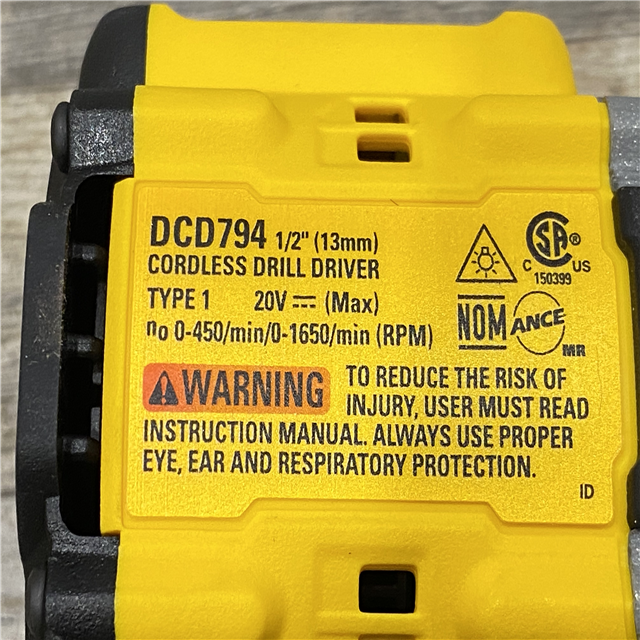 DCD794 1/2" (13mm)
CORDLESS DRILL DRIVER
TYPE 1 20V ⎓ (Max)
no 0-450/min/0-1650/min (RPM)
SA®
C US
150399
NOM
ANCE
MR
⚠WARNING TO REDUCE THE RISK OF
INJURY, USER MUST READ
INSTRUCTION MANUAL. ALWAYS USE PROPER
EYE, EAR AND RESPIRATORY PROTECTION.
ID